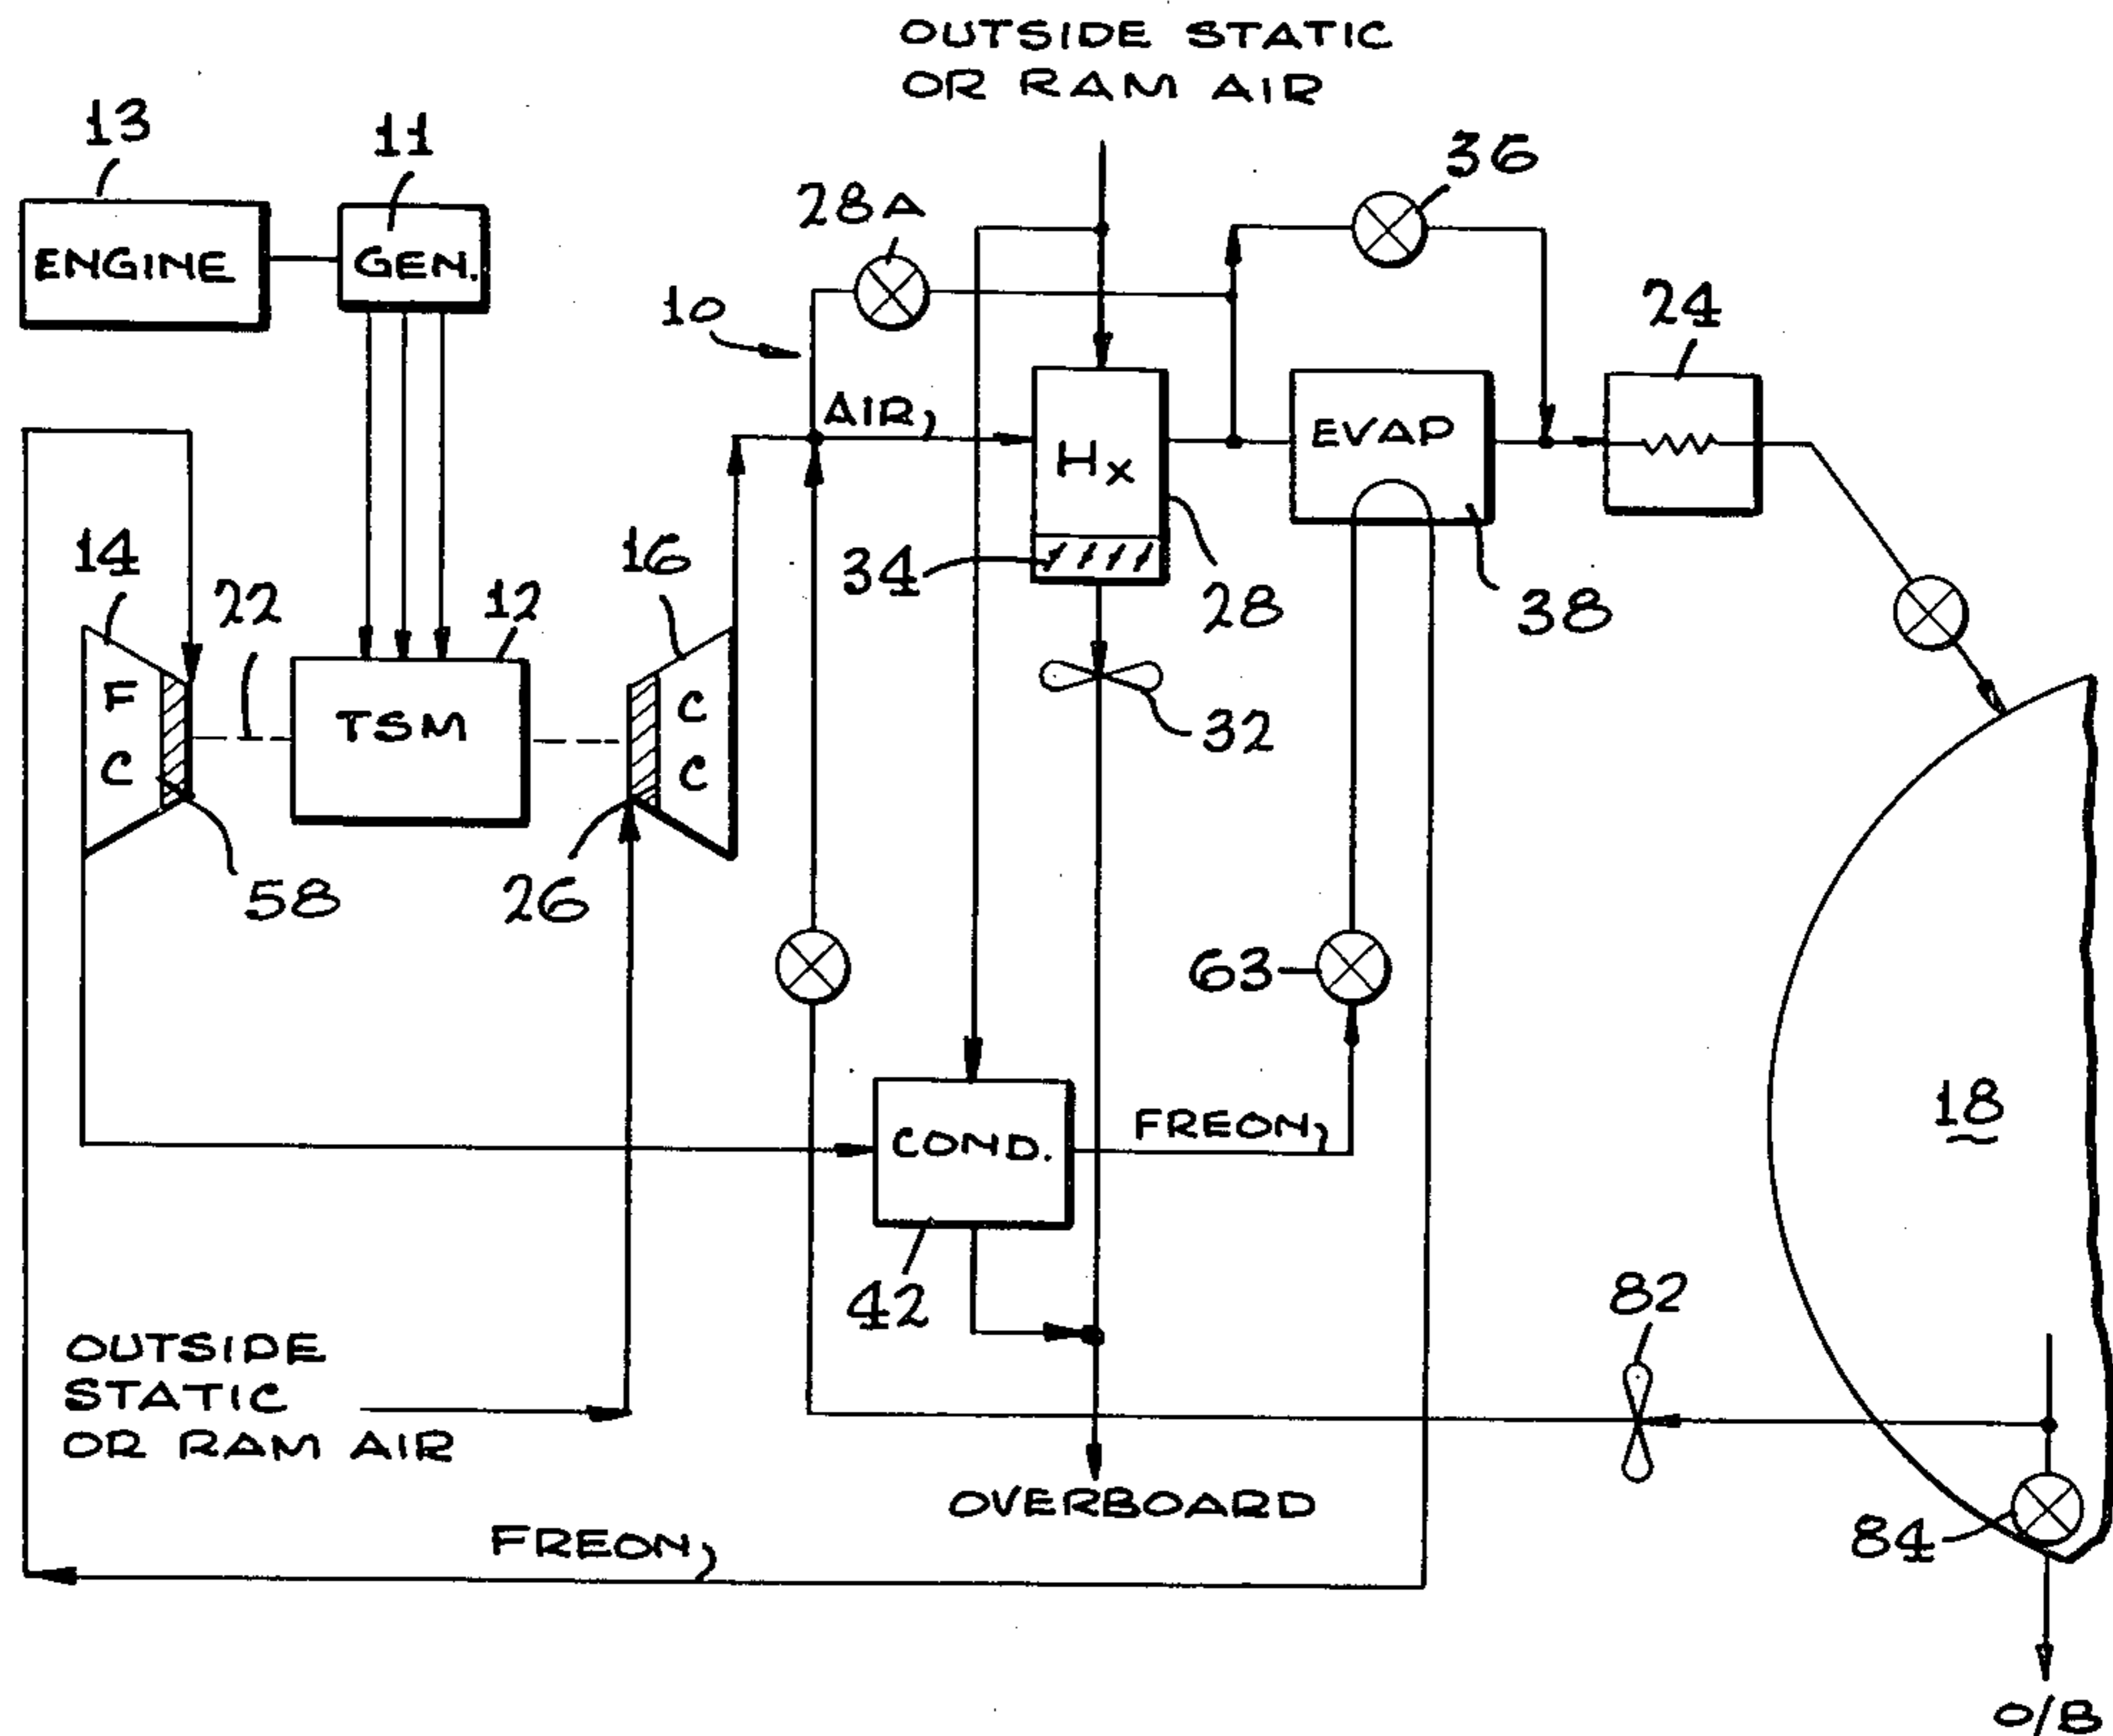 OUTSIDE STATIC
OR RAM AIR
13
11
36
28A
ENGINE
GEN.
10
24
AIR
EVAP
Hx
14
22
12
16
34
28
38
F
C
TSM
C
C
32
58
26
63
18
COND.
FREON
42
82
OUTSIDE
STATIC
OR RAM AIR
OVERBOARD
FREON
84
O/B